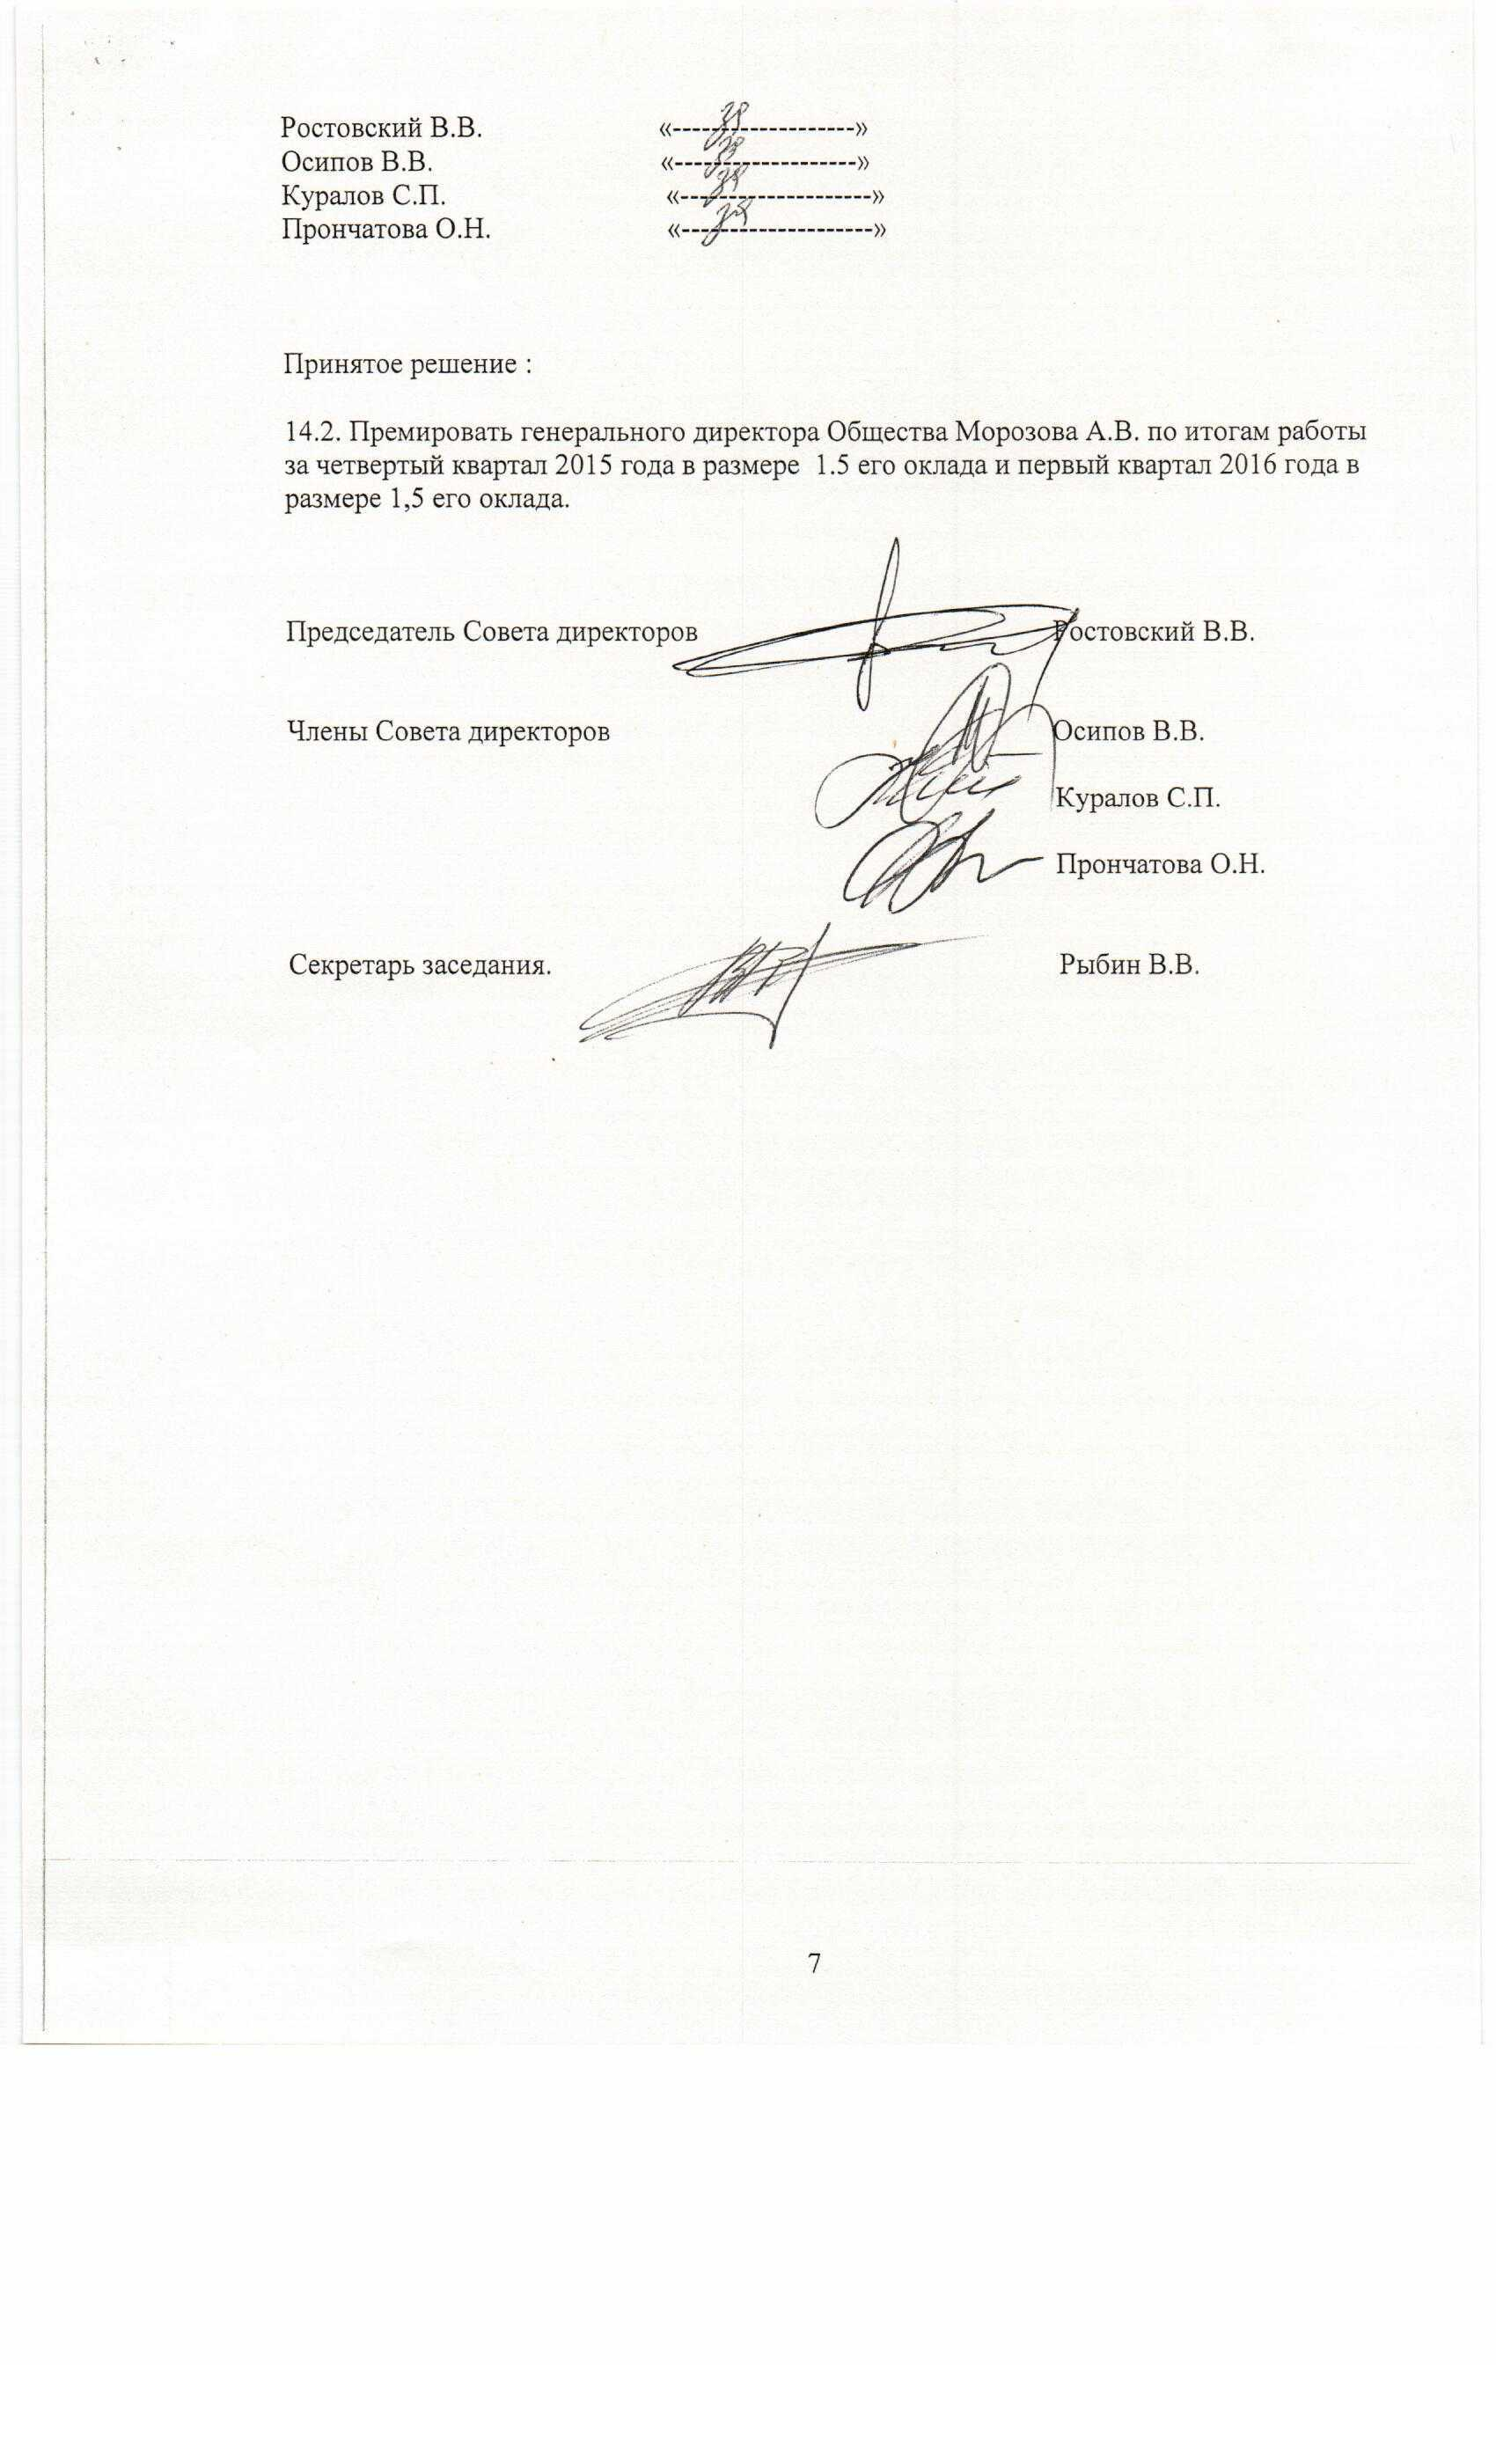 Ростовский В.В. «--------------------»
Осипов В.В. «--------------------»
Куралов С.П. «---------------------»
Прончатова О.Н. «---------------------»
Принятое решение :
14.2. Премировать генерального директора Общества Морозова А.В. по итогам работы
за четвертый квартал 2015 года в размере  1.5 его оклада и первый квартал 2016 года в
размере 1,5 его оклада.
Председатель Совета директоров Ростовский В.В.
Члены Совета директоров Осипов В.В.
Куралов С.П.
Прончатова О.Н.
Секретарь заседания. Рыбин В.В.
7